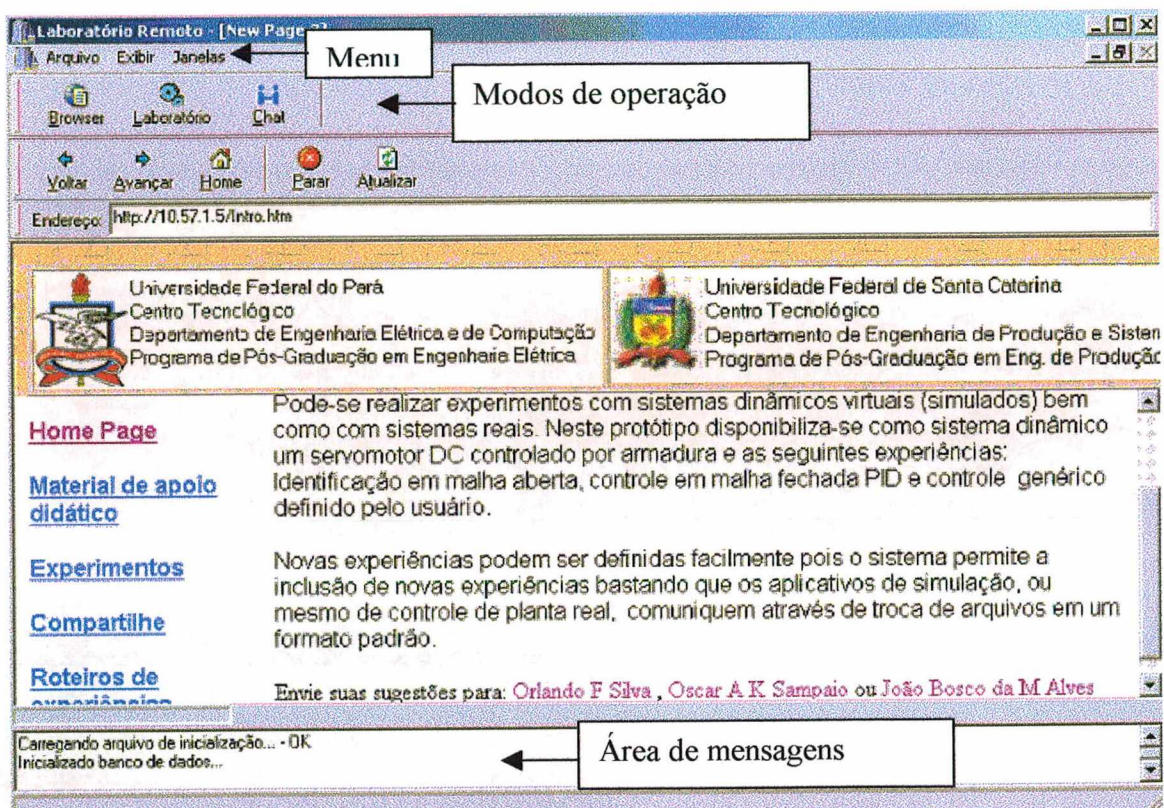 Laboratório Remoto - [New Page 2]
Arquivo Exibir Janelas
Menu
Browser Laboratório Chat
Modos de operação
Voltar Avançar Home Parar Atualizar
Endereço: http://10.57.1.5/Intro.htm
Universidade Federal do Pará
Centro Tecnológico
Departamento de Engenharia Elétrica e de Computação
Programa de Pós-Graduação em Engenharia Elétrica
Universidade Federal de Santa Catarina
Centro Tecnológico
Departamento de Engenharia de Produção e Sistem
Programa de Pós-Graduação em Eng. de Produção
Home Page
Material de apoio
didático
Experimentos
Compartilhe
Roteiros de
experiências
Pode-se realizar experimentos com sistemas dinâmicos virtuais (simulados) bem
como com sistemas reais. Neste protótipo disponibiliza-se como sistema dinâmico
um servomotor DC controlado por armadura e as seguintes experiências:
Identificação em malha aberta, controle em malha fechada PID e controle genérico
definido pelo usuário.
Novas experiências podem ser definidas facilmente pois o sistema permite a
inclusão de novas experiências bastando que os aplicativos de simulação, ou
mesmo de controle de planta real, comuniquem através de troca de arquivos em um
formato padrão.
Envie suas sugestões para: Orlando F Silva , Oscar A K Sampaio ou João Bosco da M Alves
Carregando arquivo de inicialização... - OK
Inicializado banco de dados...
Área de mensagens